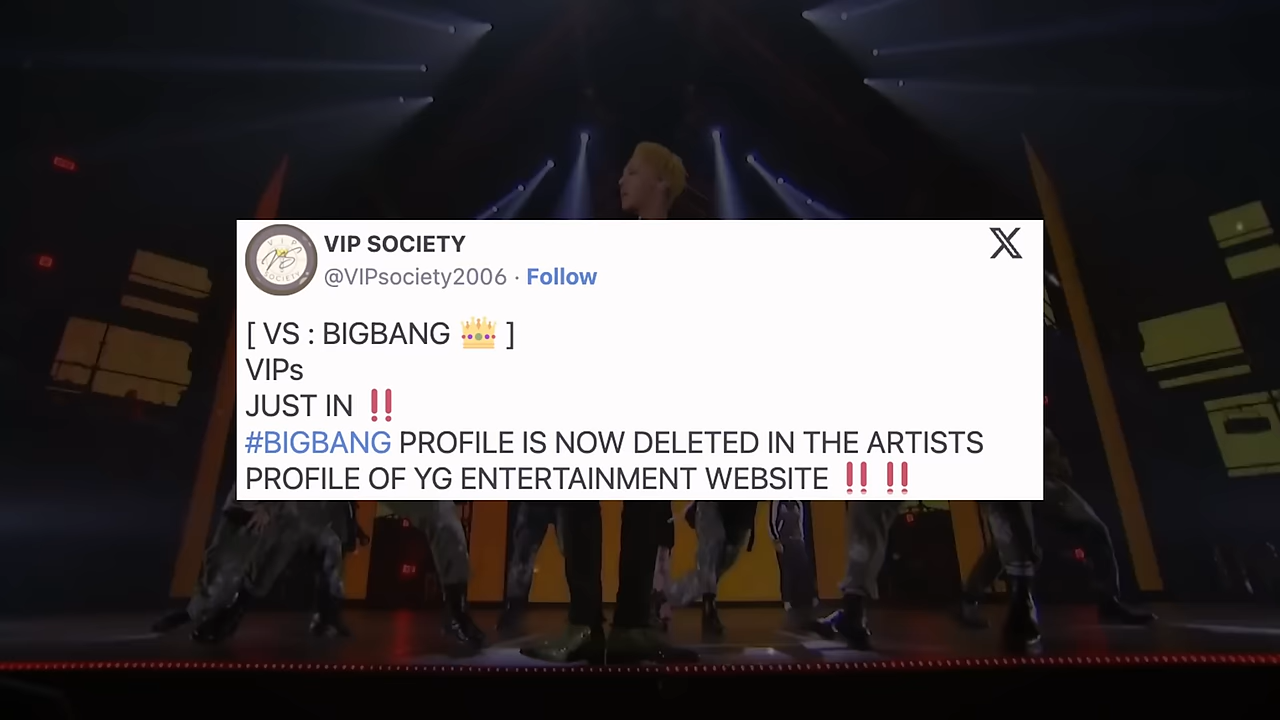 VIP SOCIETY
@VIPsociety2006 · Follow
[ VS : BIGBANG 👑 ]
VIPs
JUST IN ‼️
#BIGBANG PROFILE IS NOW DELETED IN THE ARTISTS
PROFILE OF YG ENTERTAINMENT WEBSITE ‼️ ‼️